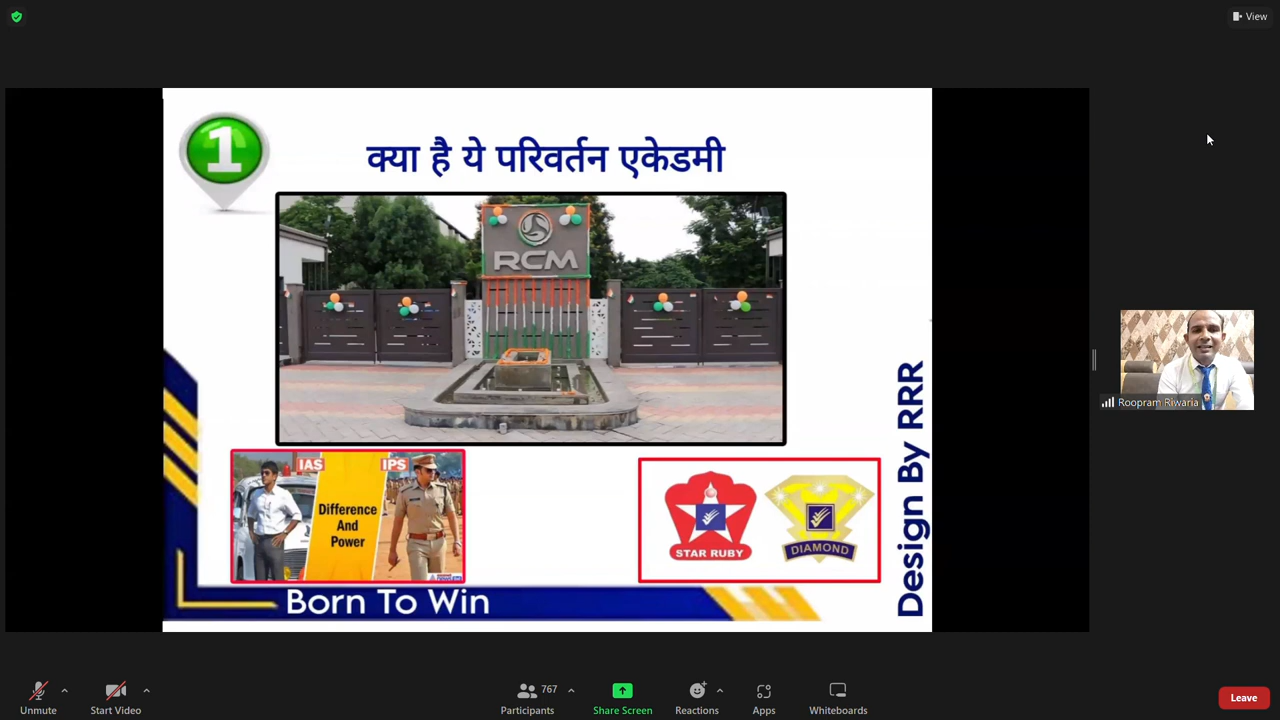 View
1
क्या है ये परिवर्तन एकेडमी
RCM
IAS
IPS
Difference
And
Power
STAR RUBY
DIAMOND
Born To Win
Design By RRR
Roopram Riwaria
Unmute
Start Video
767
Participants
Share Screen
Reactions
Apps
Whiteboards
Leave